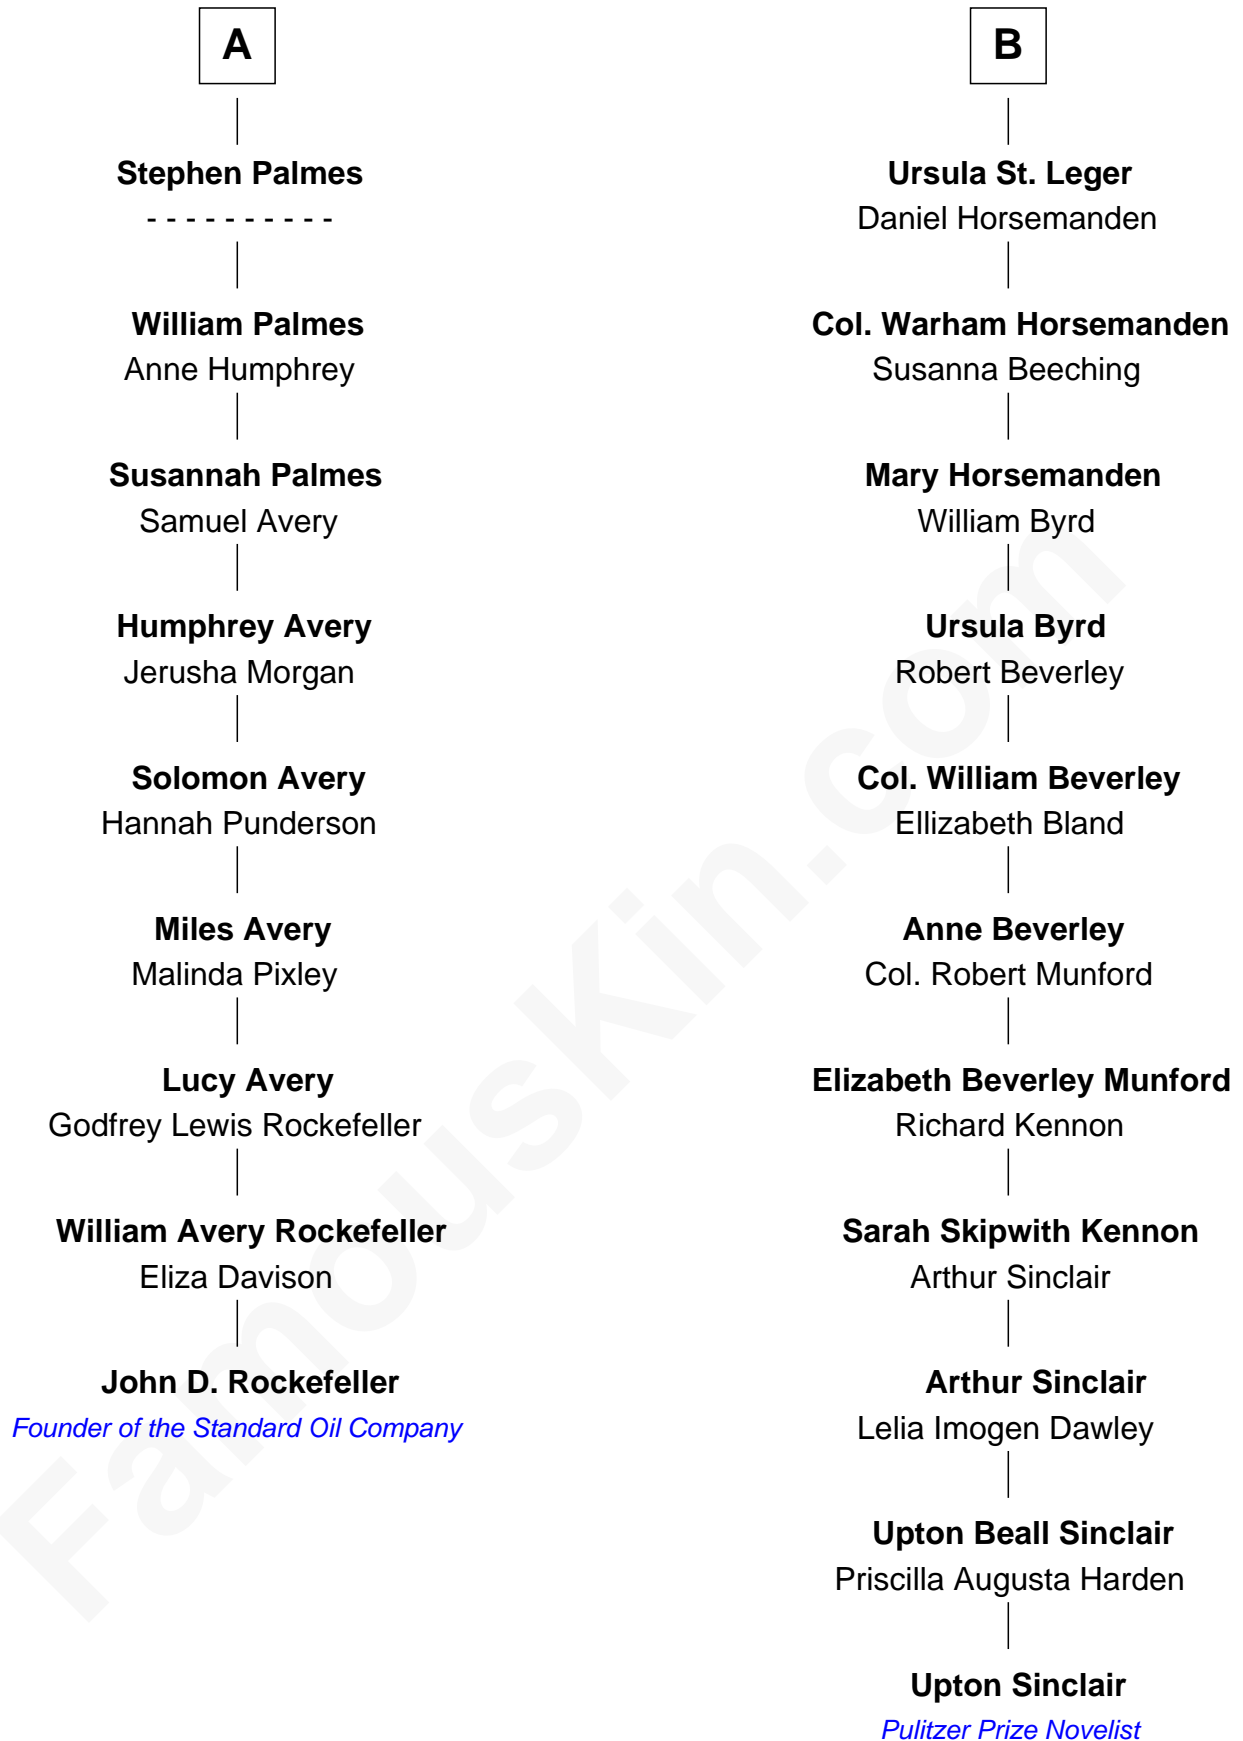 A
Stephen Palmes
- - - - - - - - - -
William Palmes
Anne Humphrey
Susannah Palmes
Samuel Avery
Humphrey Avery
Jerusha Morgan
Solomon Avery
Hannah Punderson
Miles Avery
Malinda Pixley
Lucy Avery
Godfrey Lewis Rockefeller
William Avery Rockefeller
Eliza Davison
John D. Rockefeller
Founder of the Standard Oil Company
B
Ursula St. Leger
Daniel Horsemanden
Col. Warham Horsemanden
Susanna Beeching
Mary Horsemanden
William Byrd
Ursula Byrd
Robert Beverley
Col. William Beverley
Ellizabeth Bland
Anne Beverley
Col. Robert Munford
Elizabeth Beverley Munford
Richard Kennon
Sarah Skipwith Kennon
Arthur Sinclair
Arthur Sinclair
Lelia Imogen Dawley
Upton Beall Sinclair
Priscilla Augusta Harden
Upton Sinclair
Pulitzer Prize Novelist
FamousKin.com